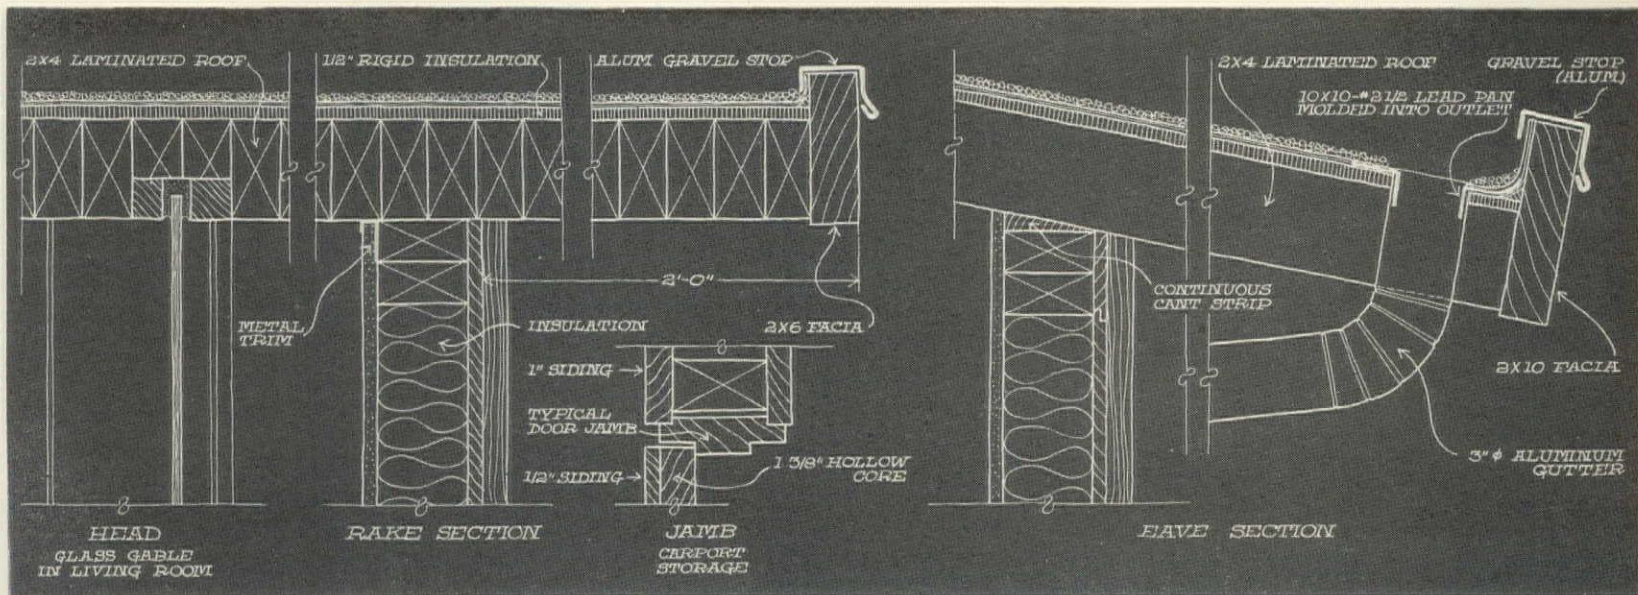 2X4 LAMINATED ROOF
1/2" RIGID INSULATION
ALUM GRAVEL STOP
2'-0"
METAL
TRIM
INSULATION
2X6 FACIA
1" SIDING
TYPICAL
DOOR JAMB
1/2" SIDING
1 3/8" HOLLOW
CORE
HEAD
GLASS GABLE
IN LIVING ROOM
RAKE SECTION
JAMB
CARPORT
STORAGE
2X4 LAMINATED ROOF
GRAVEL STOP
(ALUM)
10X10-#2 1/2 LEAD PAN
MOLDED INTO OUTLET
CONTINUOUS
CANT STRIP
2X10 FACIA
3" φ ALUMINUM
GUTTER
EAVE SECTION